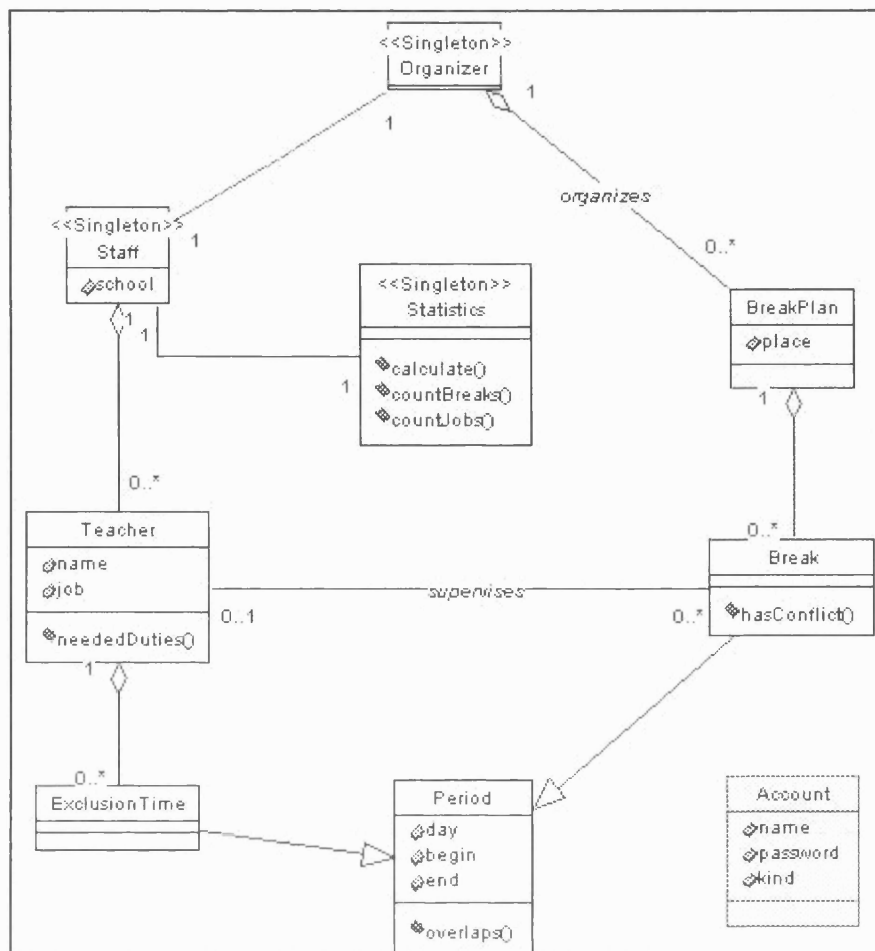 <<Singleton>>
Organizer
1
1
1
organizes
0..*
<<Singleton>>
Staff
school
1
1
1
<<Singleton>>
Statistics
calculate()
countBreaks()
countJobs()
BreakPlan
place
1
0..*
0..*
Teacher
name
job
neededDuties()
supervises
0..1
0..*
Break
hasConflict()
1
0..*
ExclusionTime
Period
day
begin
end
overlaps()
Account
name
password
kind